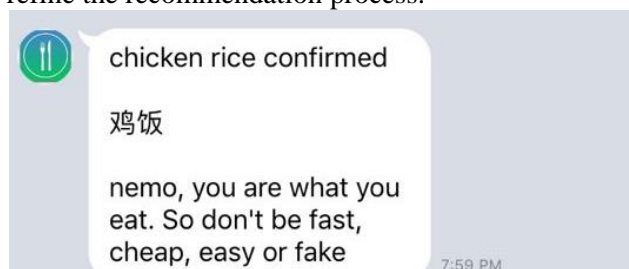 refine the recommendation process.
chicken rice confirmed
鸡饭
nemo, you are what you
eat. So don't be fast,
cheap, easy or fake
7:59 PM